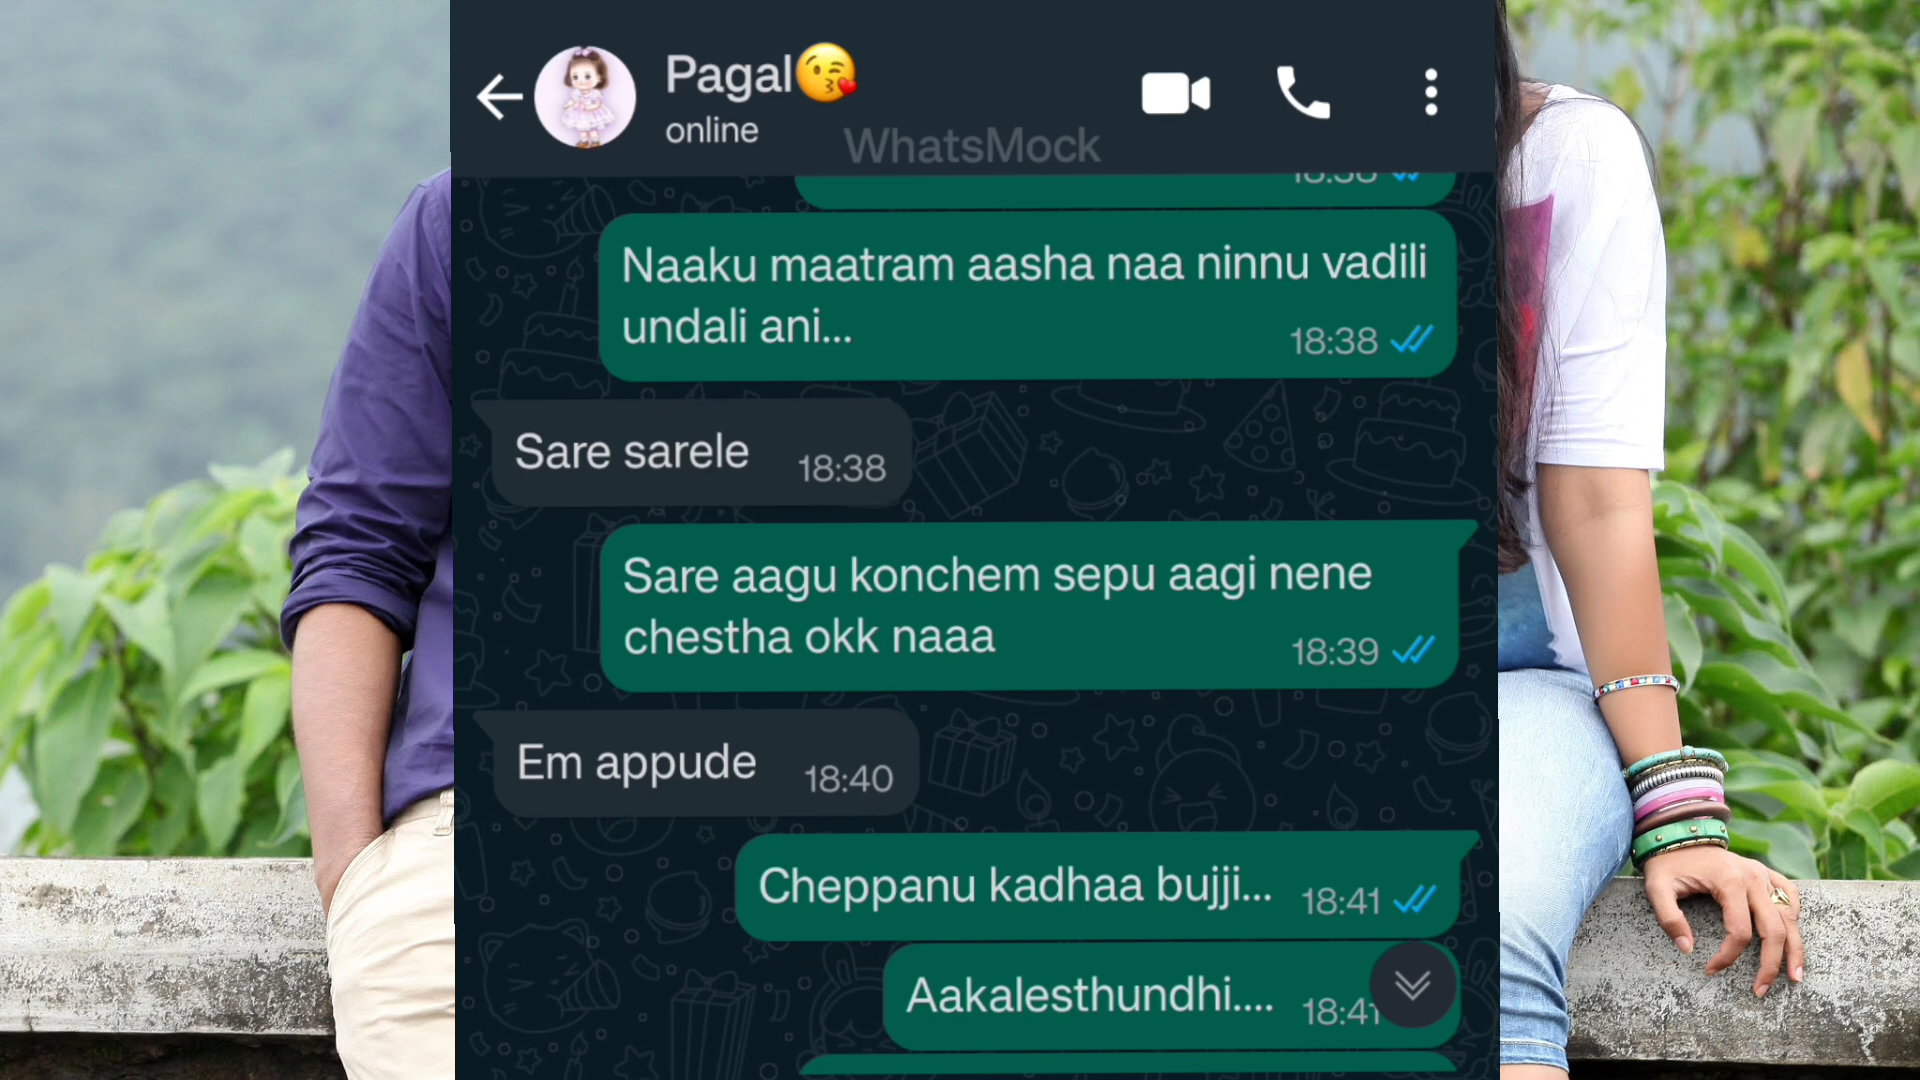 Pagal😘
online
WhatsMock
Naaku maatram aasha naa ninnu vadili
undali ani...
18:38
Sare sarele
18:38
Sare aagu konchem sepu aagi nene
chestha okk naaa
18:39
Em appude
18:40
Cheppanu kadhaa bujji...
18:41
Aakalesthundhi....
18:41